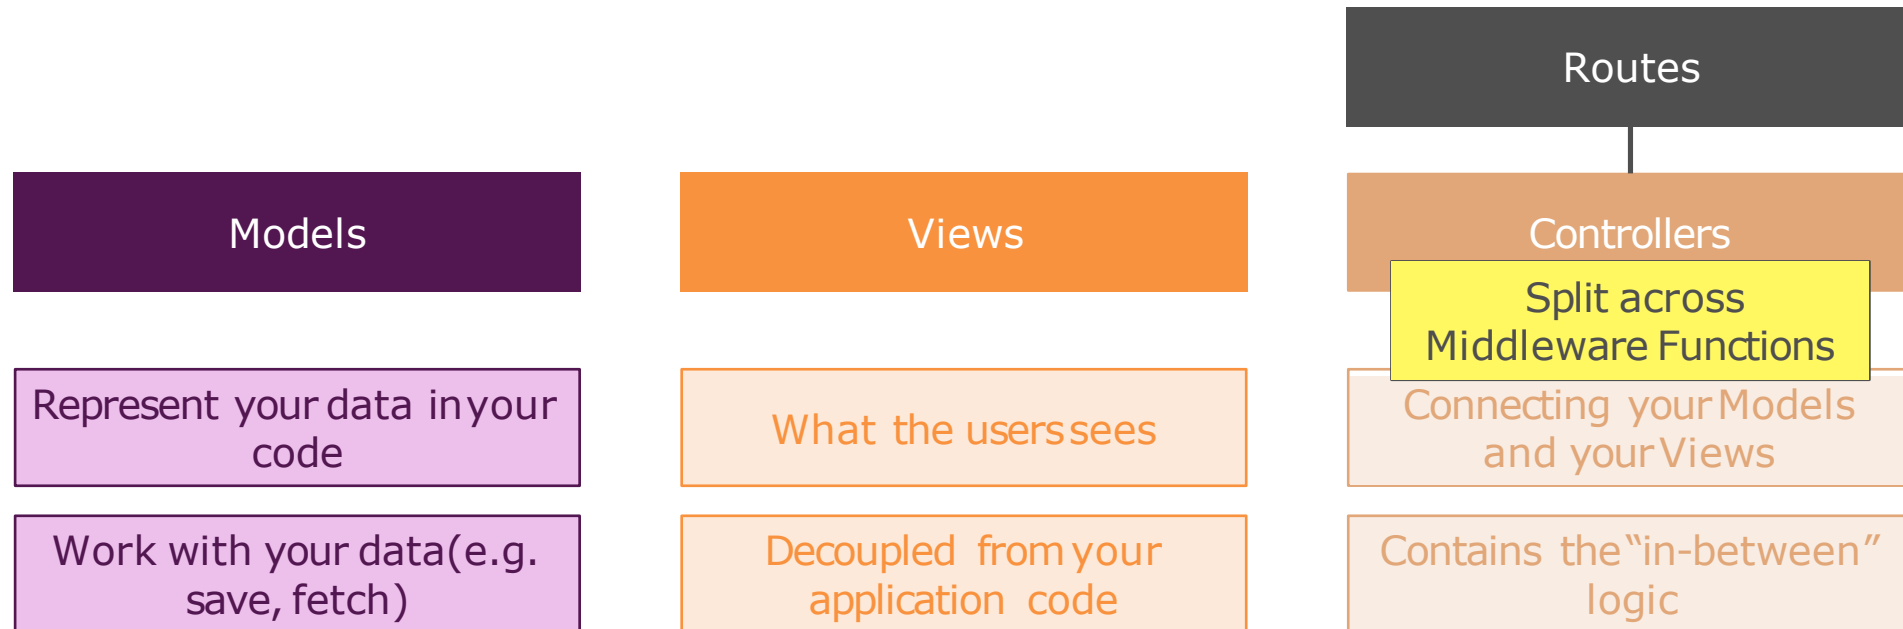 Routes
Models
Views
Controllers
Split across
Middleware Functions
Represent your data in your
code
What the users sees
Connecting your Models
and your Views
Work with your data(e.g.
save, fetch)
Decoupled from your
application code
Contains the “in-between”
logic